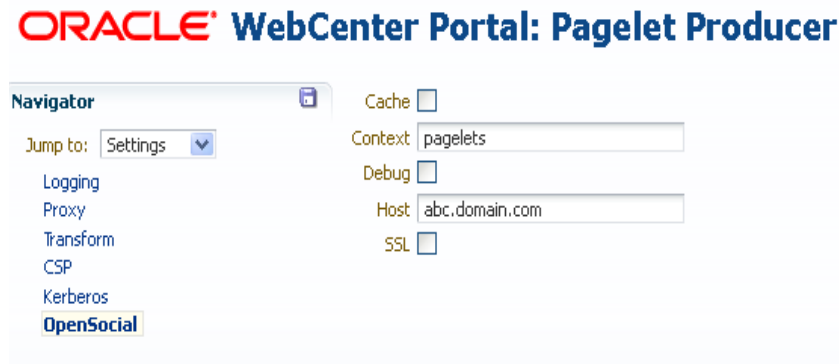 ORACLE WebCenter Portal: Pagelet Producer
Navigator
Jump to: Settings
Logging
Proxy
Transform
CSP
Kerberos
OpenSocial
Cache
Context pagelets
Debug
Host abc.domain.com
SSL